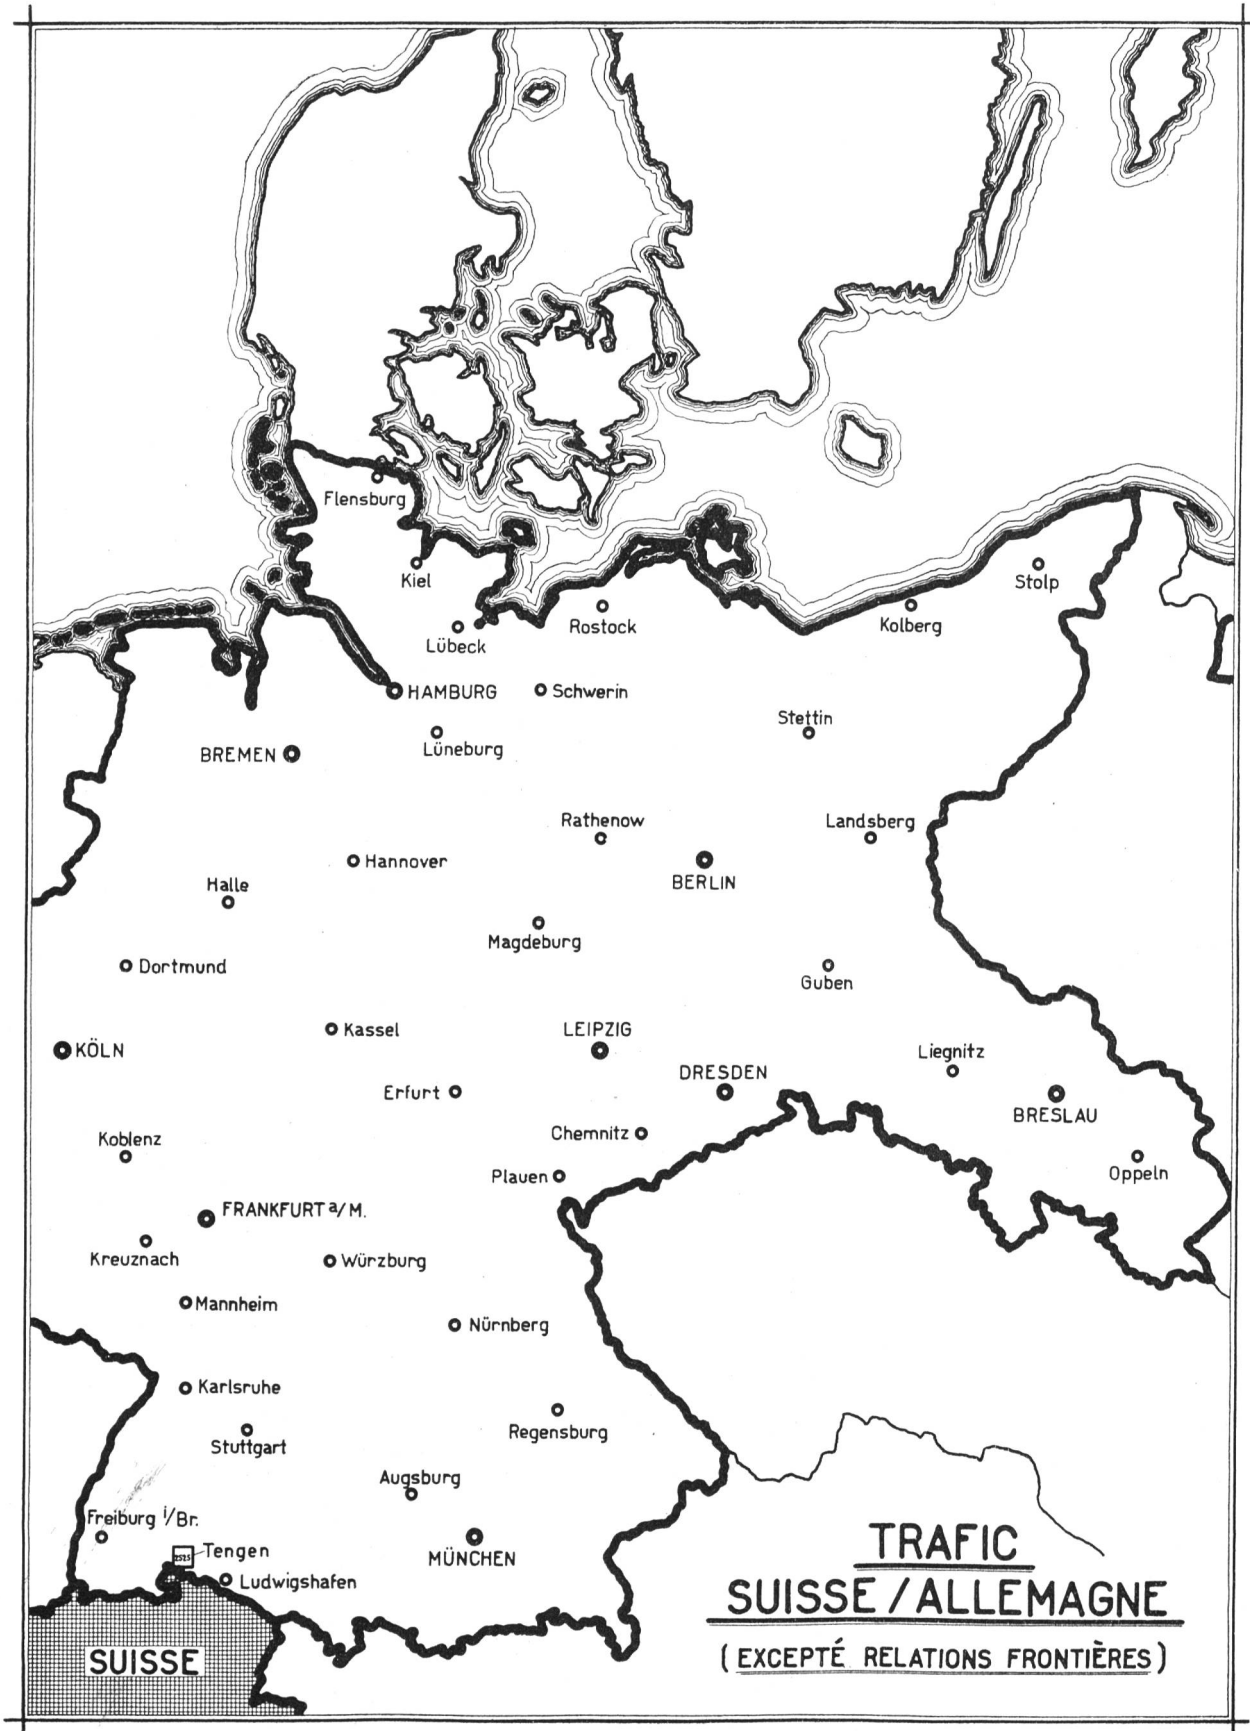 Flensburg
Kiel
Stolp
Lübeck
Rostock
Kolberg
HAMBURG
Schwerin
Stettin
BREMEN
Lüneburg
Rathenow
Landsberg
Hannover
BERLIN
Halle
Magdeburg
Dortmund
Guben
Kassel
LEIPZIG
KÖLN
Liegnitz
DRESDEN
Erfurt
BRESLAU
Koblenz
Chemnitz
Plauen
Oppeln
FRANKFURT a/M.
Kreuznach
Würzburg
Mannheim
Nürnberg
Karlsruhe
Regensburg
Stuttgart
Augsburg
Freiburg i/Br.
2525
Tengen
MÜNCHEN
Ludwigshafen
SUISSE
TRAFIC
SUISSE/ALLEMAGNE
(EXCEPTÉ RELATIONS FRONTIÈRES)